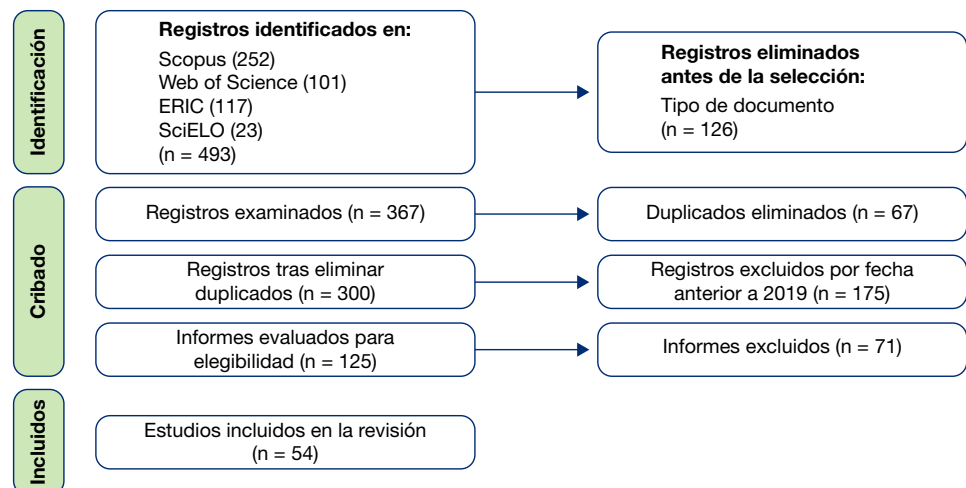 Identificación
Registros identificados en:
Scopus (252)
Web of Science (101)
ERIC (117)
SciELO (23)
(n = 493)
Registros eliminados
antes de la selección:
Tipo de documento
(n = 126)
Cribado
Registros examinados (n = 367)
Duplicados eliminados (n = 67)
Registros tras eliminar
duplicados (n = 300)
Registros excluidos por fecha
anterior a 2019 (n = 175)
Informes evaluados para
elegibilidad (n = 125)
Informes excluidos (n = 71)
Incluidos
Estudios incluidos en la revisión
(n = 54)